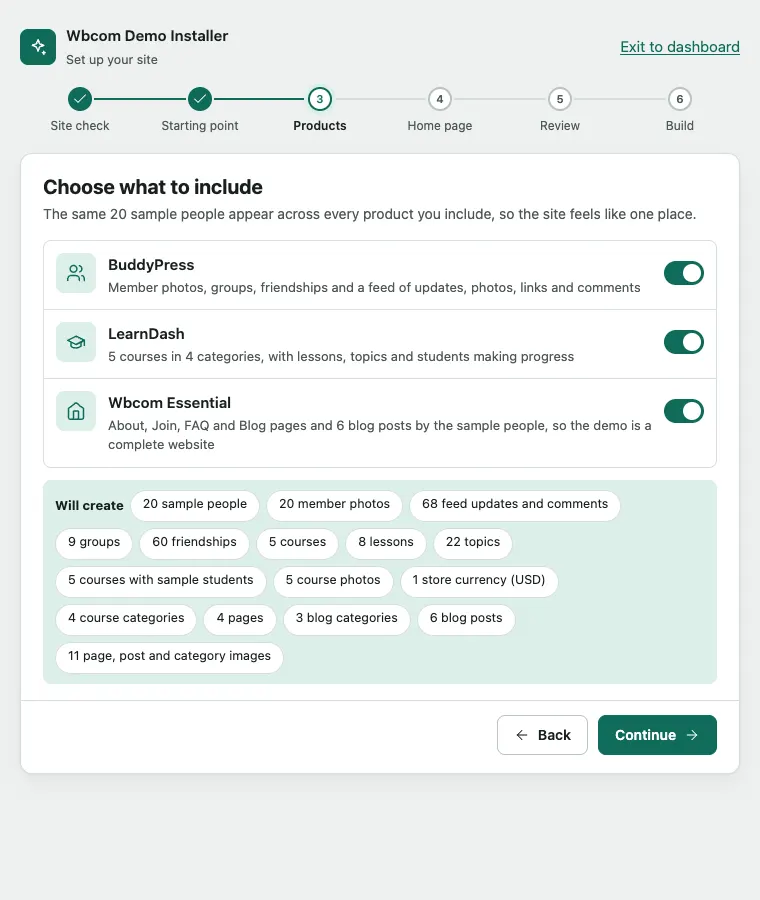 Wbcom Demo Installer
Set up your site
Exit to dashboard
3
4
5
6
Site check
Starting point
Products
Home page
Review
Build
Choose what to include
The same 20 sample people appear across every product you include, so the site feels like one place.
BuddyPress
Member photos, groups, friendships and a feed of updates, photos, links and comments
LearnDash
5 courses in 4 categories, with lessons, topics and students making progress
Wbcom Essential
About, Join, FAQ and Blog pages and 6 blog posts by the sample people, so the demo is a
complete website
Will create 20 sample people 20 member photos 68 feed updates and comments
9 groups 60 friendships 5 courses 8 lessons 22 topics
5 courses with sample students 5 course photos 1 store currency (USD)
4 course categories 4 pages 3 blog categories 6 blog posts
11 page, post and category images
Back
Continue